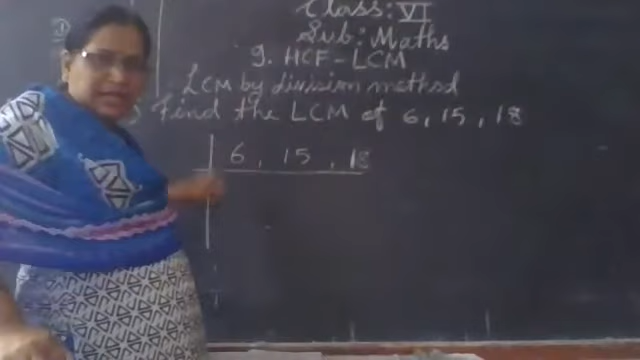 Class: VI
Sub: Maths
9. HCF - LCM
LCM by division method
Find the LCM of 6, 15, 18
6, 15, 18